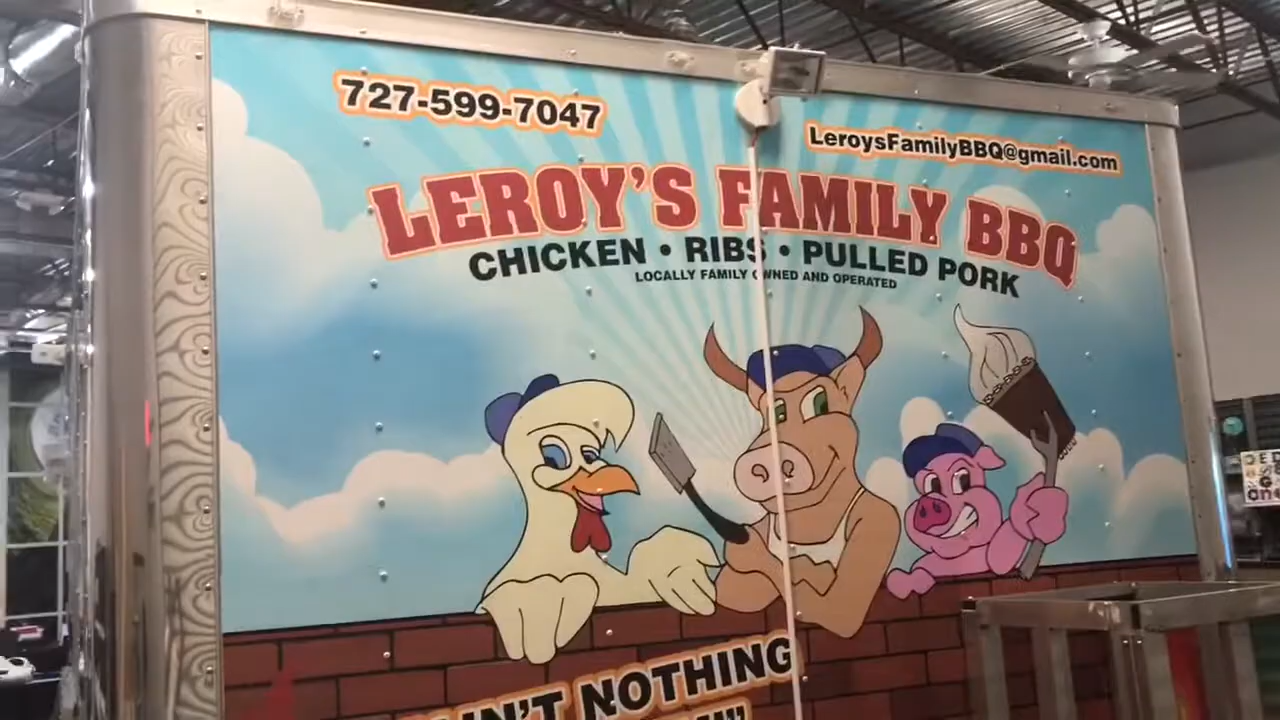 727-599-7047
LeroysFamilyBBQ@gmail.com
LEROY'S FAMILY BBQ
CHICKEN • RIBS • PULLED PORK
LOCALLY FAMILY OWNED AND OPERATED
NOTHING